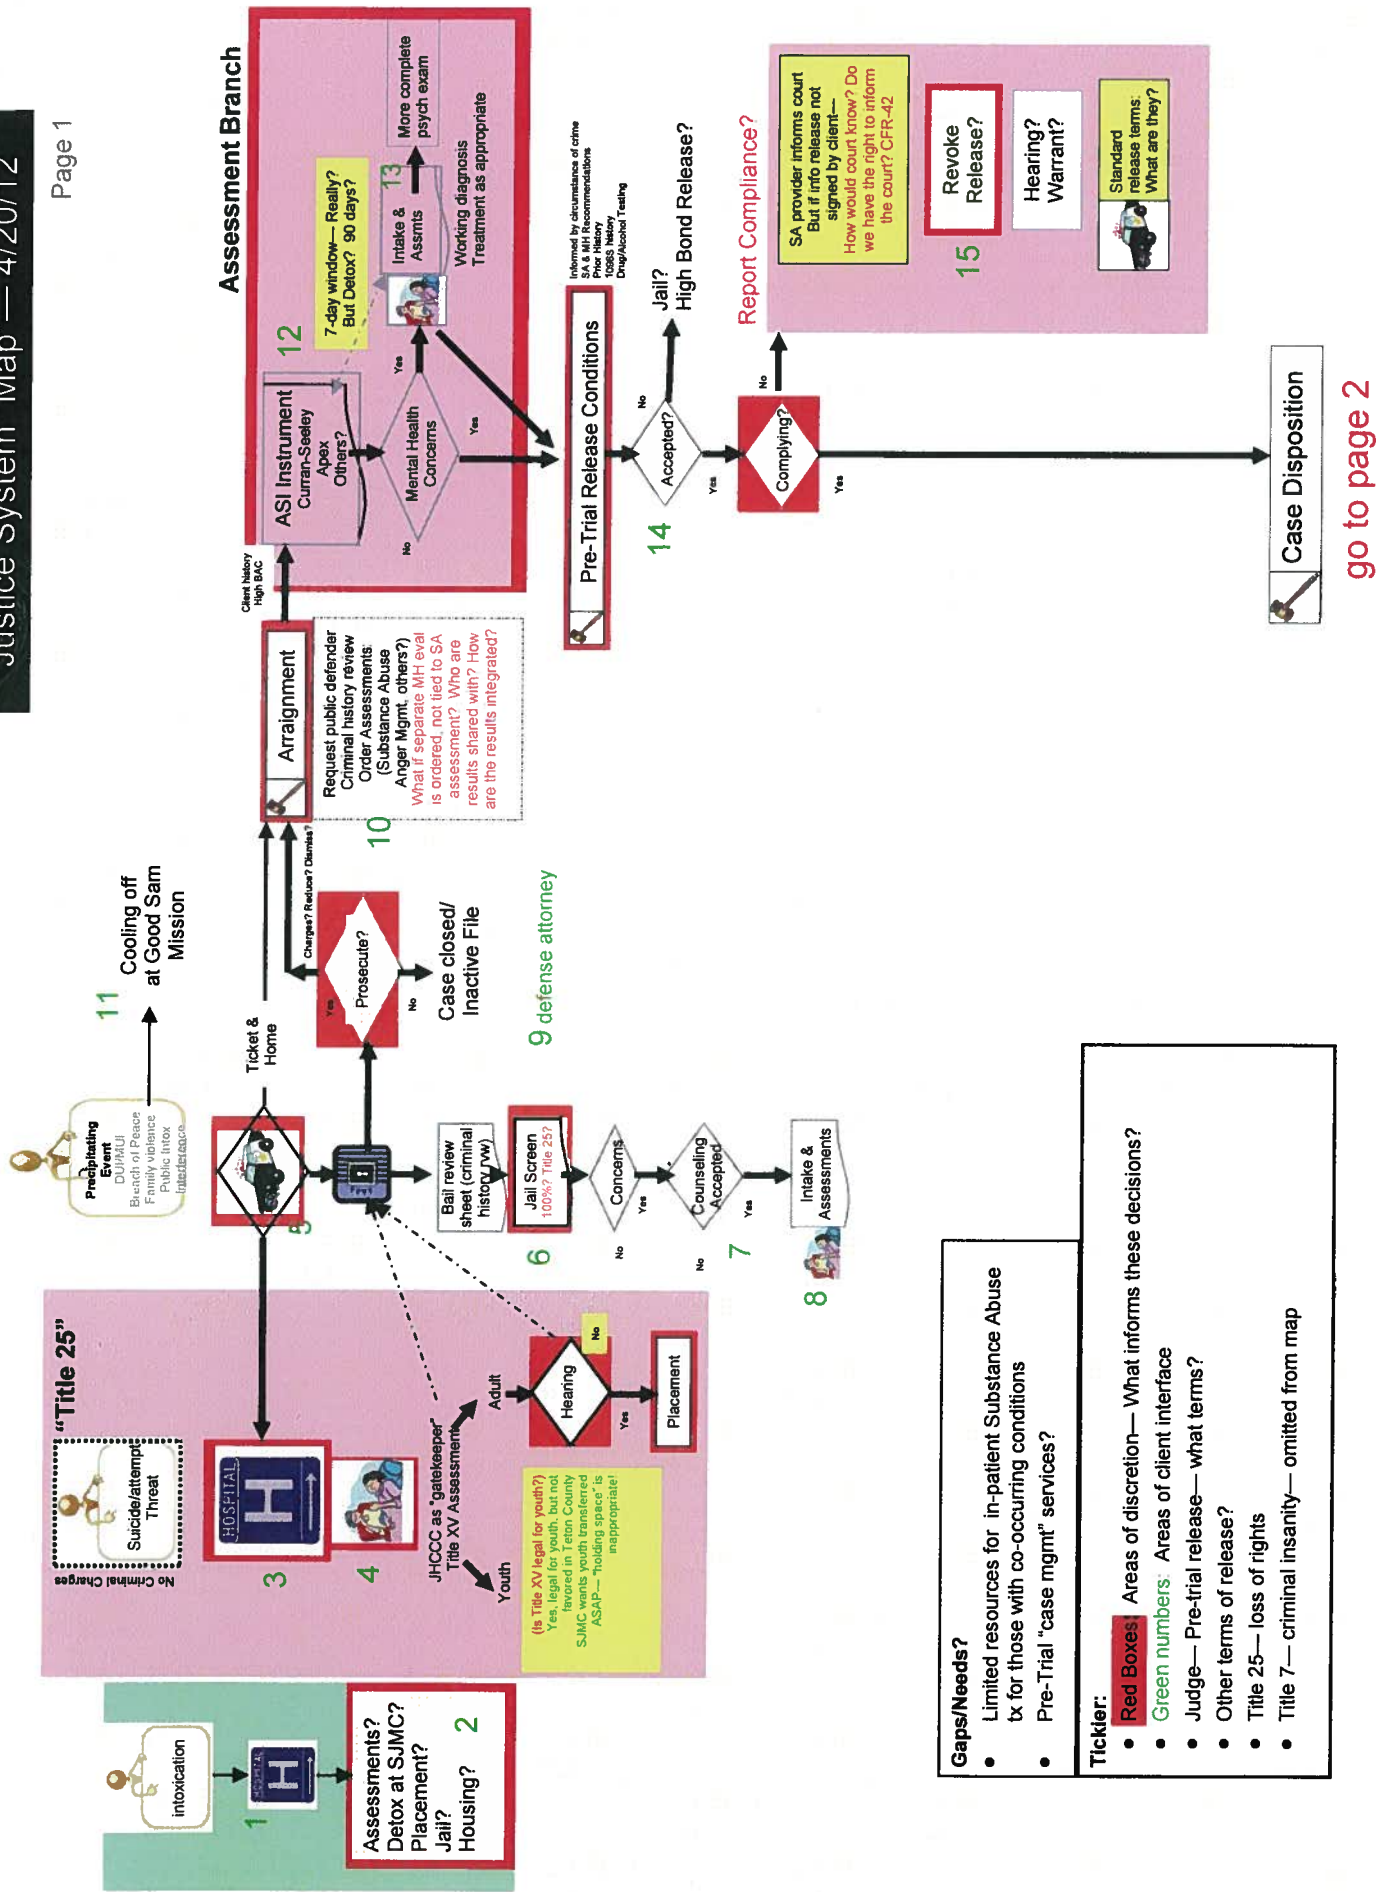 Justice System Map — 4/20/12
Page 1
intoxication
HOSPITAL
H
1
Assessments?
Detox at SJMC?
Placement?
Jail?
Housing?
2
"Title 25"
No Criminal Charges
Suicide/attempt
Threat
HOSPITAL
H
3
4
JHCCC as "gatekeeper"
Title XV Assessment
Youth
Adult
(Is Title XV legal for youth?)
Yes, legal for youth, but not
favored in Teton County
SJMC wants youth transferred
ASAP— "holding space" is
inappropriate!
Hearing
No
Yes
Placement
Precipitating
Event
DUI/MUI
Breach of Peace
Family violence
Public Intox
Interference
11
Cooling off
at Good Sam
Mission
5
Ticket &
Home
Bail review
sheet (criminal
history rvw)
Jail Screen
100%? Title 25?
6
Concerns
No
Yes
Counseling
Accepted
No
Yes
7
Intake &
Assessments
8
Prosecute?
Yes
No
Case closed/
Inactive File
9 defense attorney
Charges? Reduce? Dismiss?
Arraignment
10
Request public defender
Criminal history review
Order Assessments:
(Substance Abuse
Anger Mgmt, others?)
What if separate MH eval
is ordered, not tied to SA
assessment? Who are
results shared with? How
are the results integrated?
Client history
High BAC
Assessment Branch
ASI Instrument
Curran-Seeley
Apex
Others?
12
7-day window— Really?
But Detox? 90 days?
Mental Health
Concerns
No
Yes
Yes
Intake &
Assmts
13
More complete
psych exam
Working diagnosis
Treatment as appropriate
Pre-Trial Release Conditions
Informed by circumstance of crime
SA & MH Recommendations
Prior History
1096S history
Drug/Alcohol Testing
14
Accepted?
No
Yes
Jail?
High Bond Release?
Complying?
No
Yes
Report Compliance?
SA provider informs court
But if info release not
signed by client—
How would court know? Do
we have the right to inform
the court? CFR-42
15
Revoke
Release?
Hearing?
Warrant?
Standard
release terms:
What are they?
Case Disposition
go to page 2
Gaps/Needs?
• Limited resources for in-patient Substance Abuse
tx for those with co-occurring conditions
• Pre-Trial "case mgmt" services?
Tickler:
• Red Boxes: Areas of discretion— What informs these decisions?
• Green numbers: Areas of client interface
• Judge— Pre-trial release— what terms?
• Other terms of release?
• Title 25— loss of rights
• Title 7— criminal insanity— omitted from map